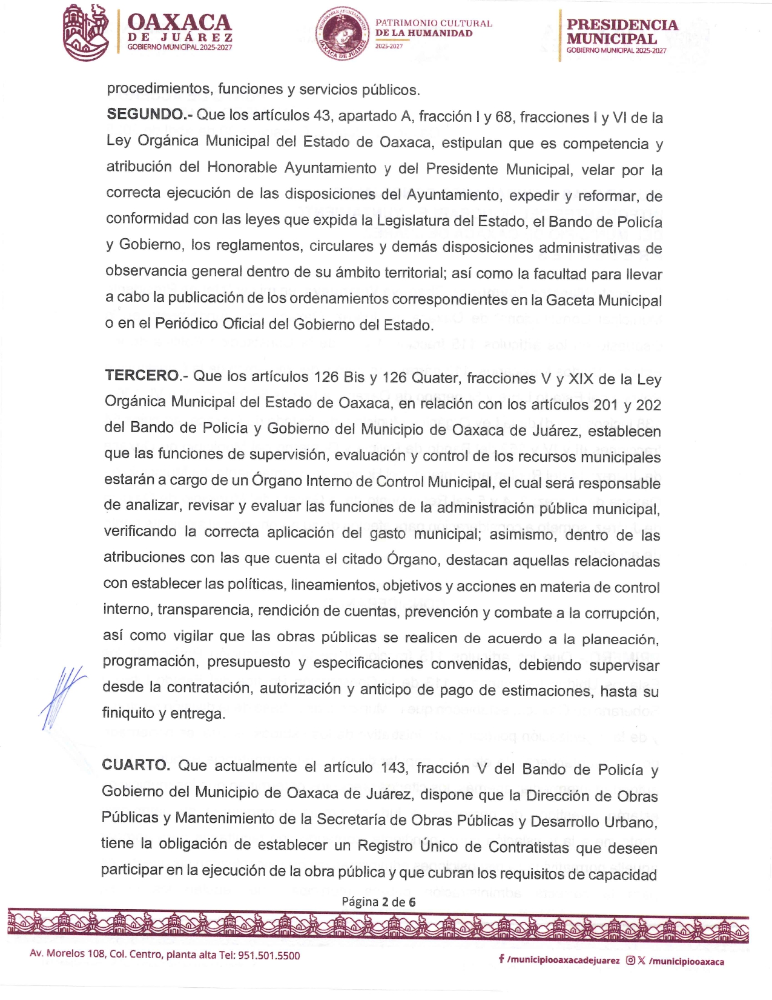 OAXACA
DE JUÁREZ
GOBIERNO MUNICIPAL 2025-2027
HONORABLE AYUNTAMIENTO
OAXACA DE JUÁREZ
PATRIMONIO CULTURAL
DE LA HUMANIDAD
2025-2027
PRESIDENCIA
MUNICIPAL
GOBIERNO MUNICIPAL 2025-2027
procedimientos, funciones y servicios públicos.
SEGUNDO.- Que los artículos 43, apartado A, fracción I y 68, fracciones I y VI de la
Ley Orgánica Municipal del Estado de Oaxaca, estipulan que es competencia y
atribución del Honorable Ayuntamiento y del Presidente Municipal, velar por la
correcta ejecución de las disposiciones del Ayuntamiento, expedir y reformar, de
conformidad con las leyes que expida la Legislatura del Estado, el Bando de Policía
y Gobierno, los reglamentos, circulares y demás disposiciones administrativas de
observancia general dentro de su ámbito territorial; así como la facultad para llevar
a cabo la publicación de los ordenamientos correspondientes en la Gaceta Municipal
o en el Periódico Oficial del Gobierno del Estado.
TERCERO.- Que los artículos 126 Bis y 126 Quater, fracciones V y XIX de la Ley
Orgánica Municipal del Estado de Oaxaca, en relación con los artículos 201 y 202
del Bando de Policía y Gobierno del Municipio de Oaxaca de Juárez, establecen
que las funciones de supervisión, evaluación y control de los recursos municipales
estarán a cargo de un Órgano Interno de Control Municipal, el cual será responsable
de analizar, revisar y evaluar las funciones de la administración pública municipal,
verificando la correcta aplicación del gasto municipal; asimismo, dentro de las
atribuciones con las que cuenta el citado Órgano, destacan aquellas relacionadas
con establecer las políticas, lineamientos, objetivos y acciones en materia de control
interno, transparencia, rendición de cuentas, prevención y combate a la corrupción,
así como vigilar que las obras públicas se realicen de acuerdo a la planeación,
programación, presupuesto y especificaciones convenidas, debiendo supervisar
desde la contratación, autorización y anticipo de pago de estimaciones, hasta su
finiquito y entrega.
CUARTO. Que actualmente el artículo 143, fracción V del Bando de Policía y
Gobierno del Municipio de Oaxaca de Juárez, dispone que la Dirección de Obras
Públicas y Mantenimiento de la Secretaría de Obras Públicas y Desarrollo Urbano,
tiene la obligación de establecer un Registro Único de Contratistas que deseen
participar en la ejecución de la obra pública y que cubran los requisitos de capacidad
Página 2 de 6
Av. Morelos 108, Col. Centro, planta alta Tel: 951.501.5500
/municipiooaxacadejuarez /municipiooaxaca